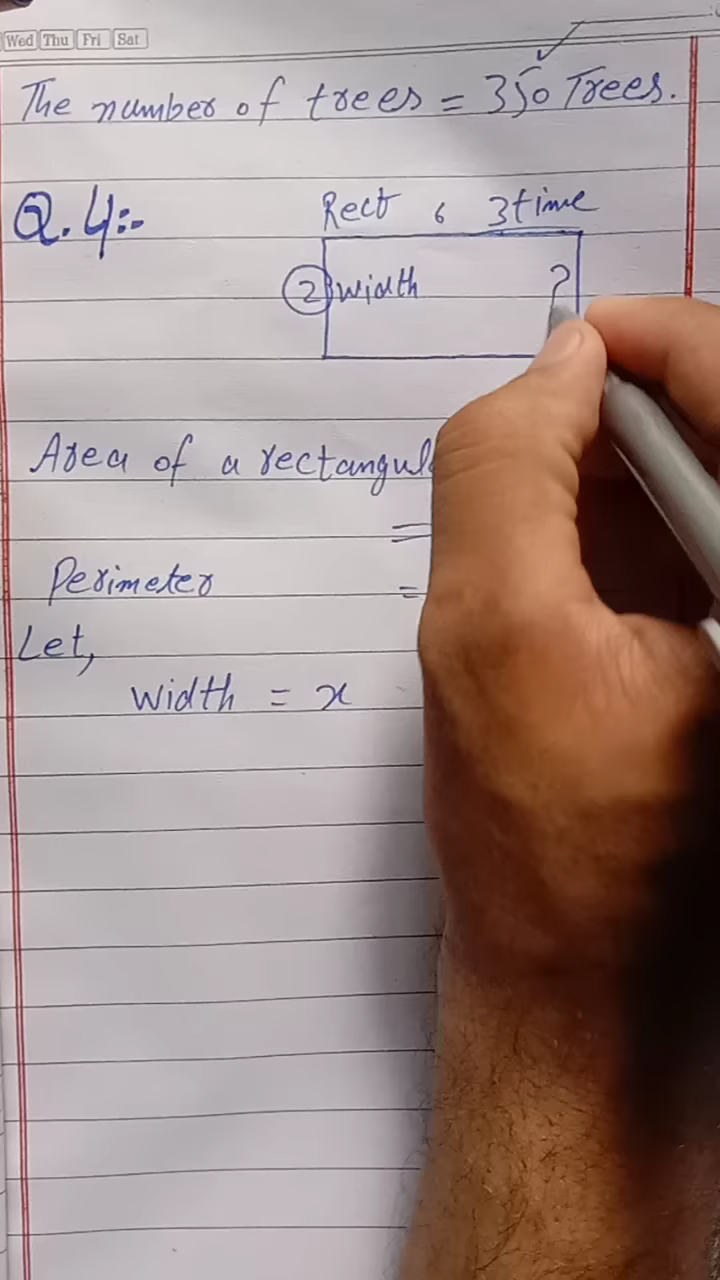 Wed Thu Fri Sat
The number of trees = 350 Trees.
Q.4:-
Rect 6 3time
2 width ?
Area of a rectangul
=
Perimeter =
Let,
width = x